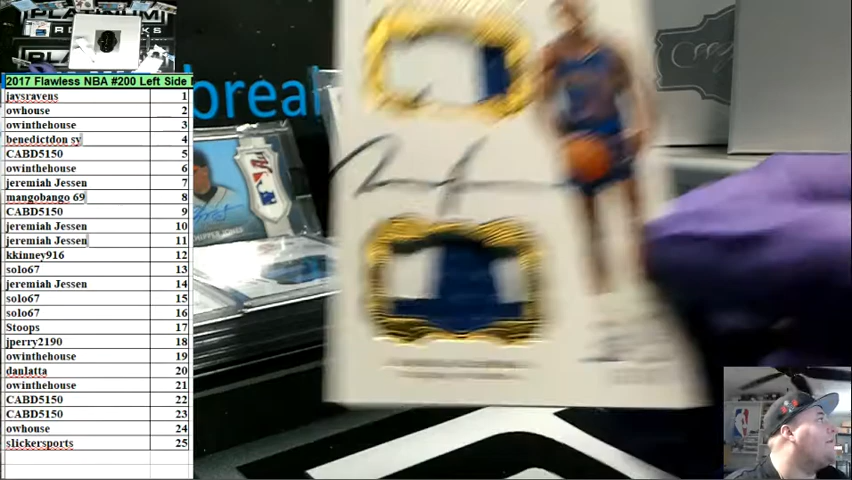 PLATINUM
2017 Flawless NBA #200 Left Side
jaysravens 1
owhouse 2
owinthehouse 3
benedictdon sy 4
CABD5150 5
owinthehouse 6
jeremiah Jessen 7
mangobango 69 8
CABD5150 9
jeremiah Jessen 10
jeremiah Jessen 11
kkinney916 12
solo67 13
jeremiah Jessen 14
solo67 15
solo67 16
Stoops 17
jperry2190 18
owinthehouse 19
danlatta 20
owinthehouse 21
CABD5150 22
CABD5150 23
owhouse 24
slickersports 25
break